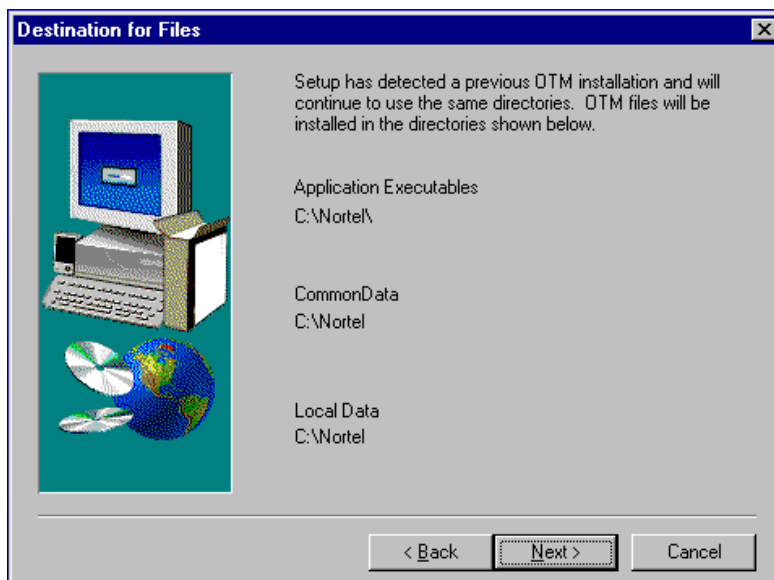 Destination for Files
Setup has detected a previous OTM installation and will
continue to use the same directories.  OTM files will be
installed in the directories shown below.
Application Executables
C:\Nortel\
CommonData
C:\Nortel
Local Data
C:\Nortel
< Back
Next >
Cancel